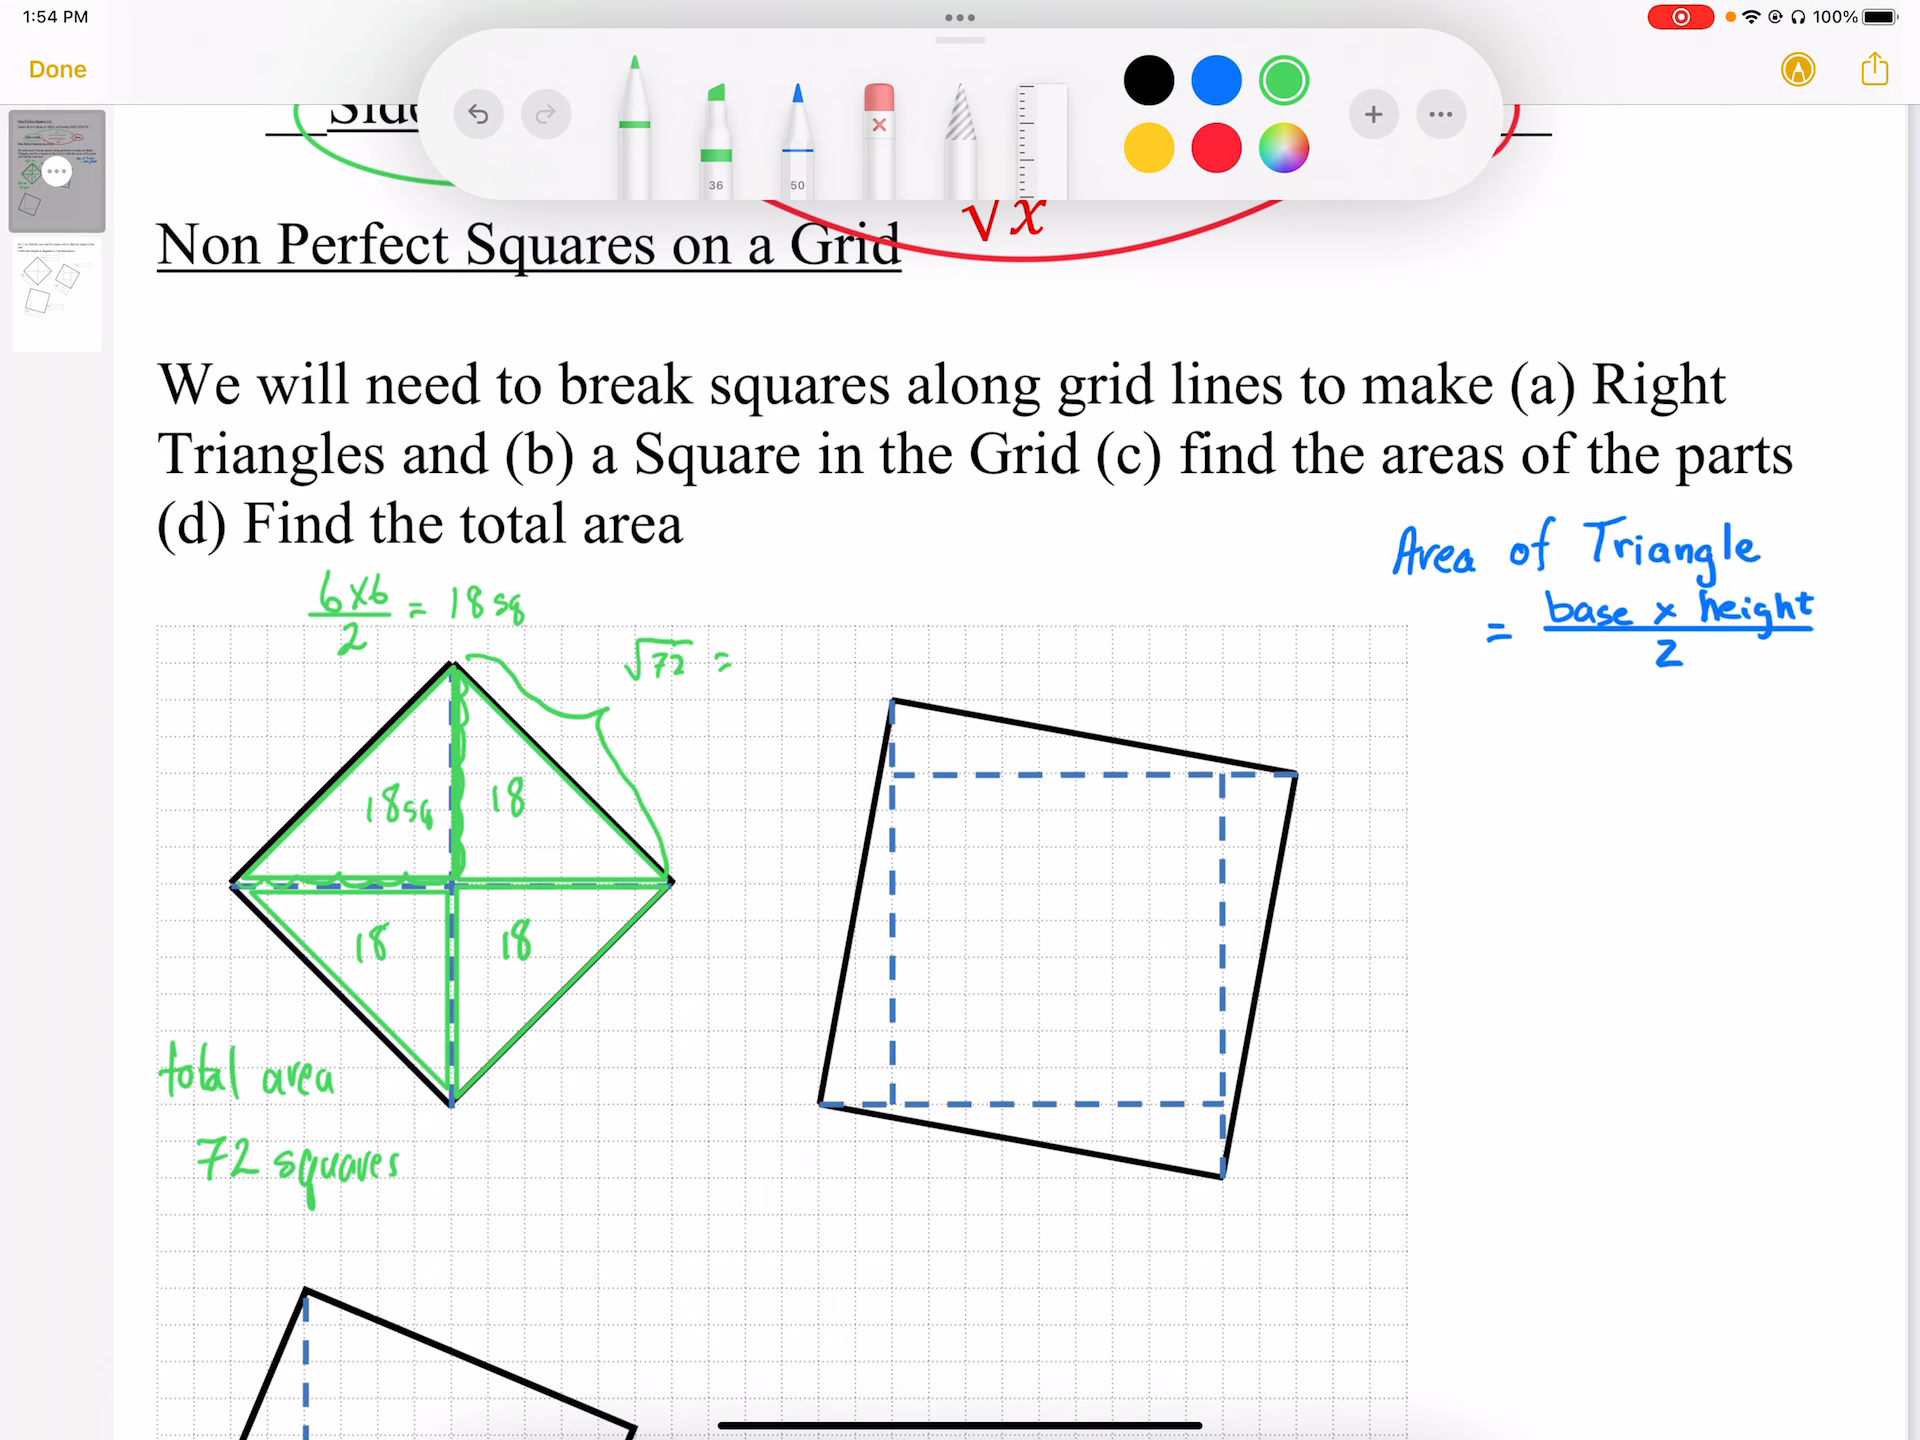 1:54 PM
100%
Done
36
50
√x
Non Perfect Squares on a Grid
We will need to break squares along grid lines to make (a) Right
Triangles and (b) a Square in the Grid (c) find the areas of the parts
(d) Find the total area
Area of Triangle
= base x height
2
6x6
2
= 18 sq
√72 =
18sq
18
18
18
total area
72 squares